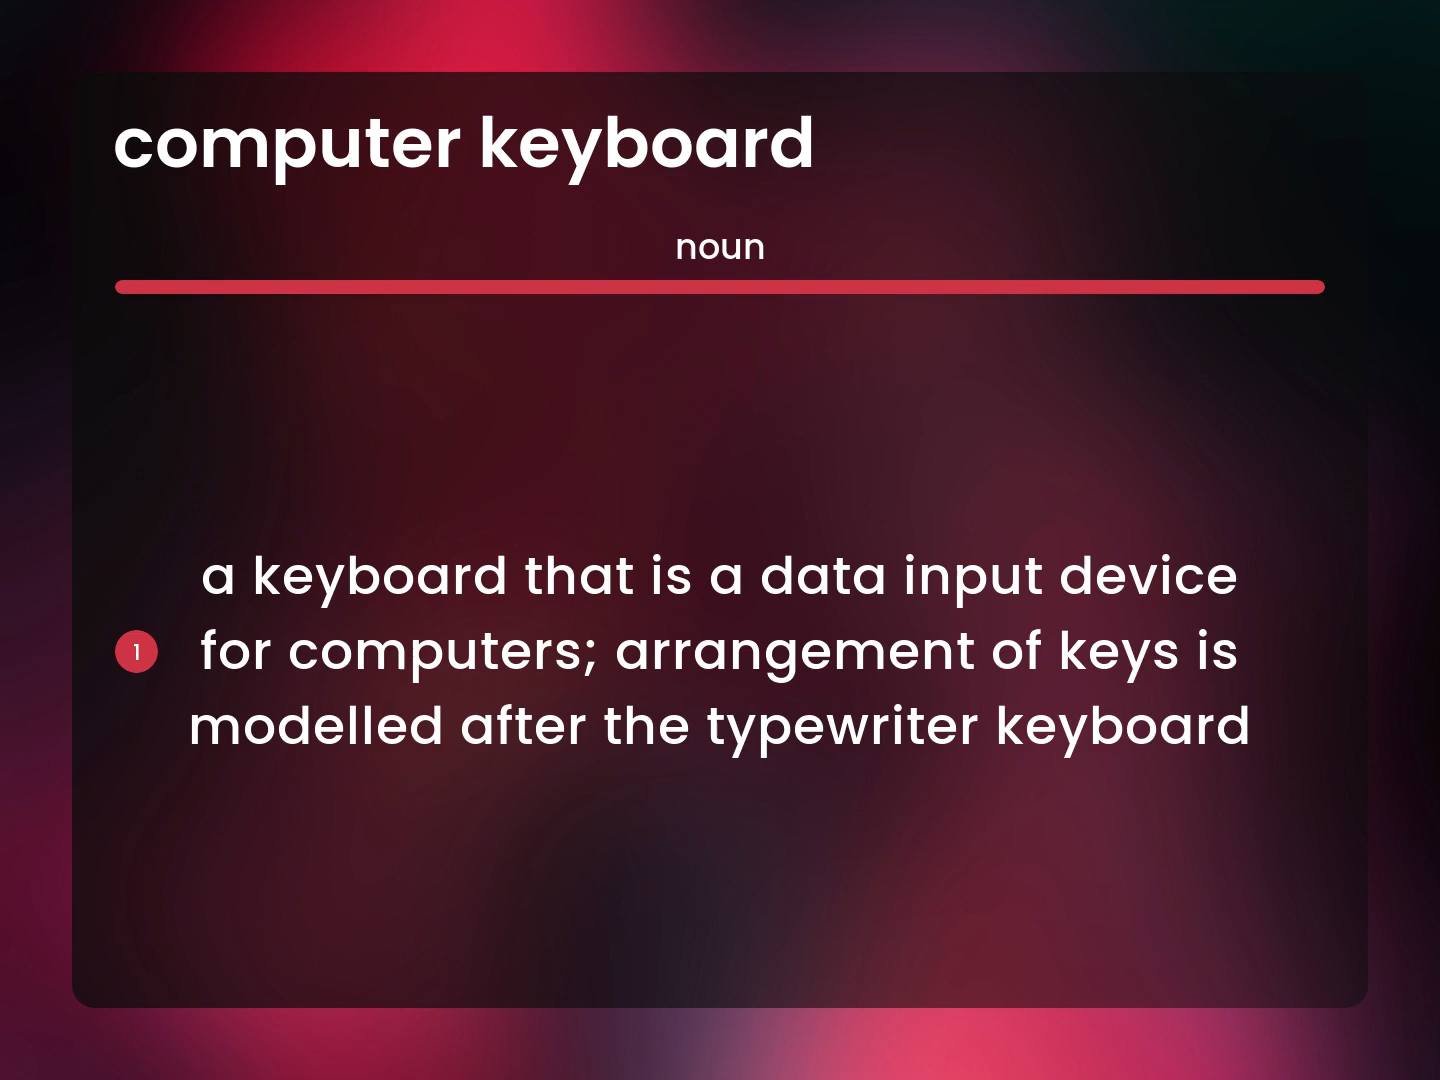 computer keyboard
noun
a keyboard that is a data input device
1 for computers; arrangement of keys is
modelled after the typewriter keyboard